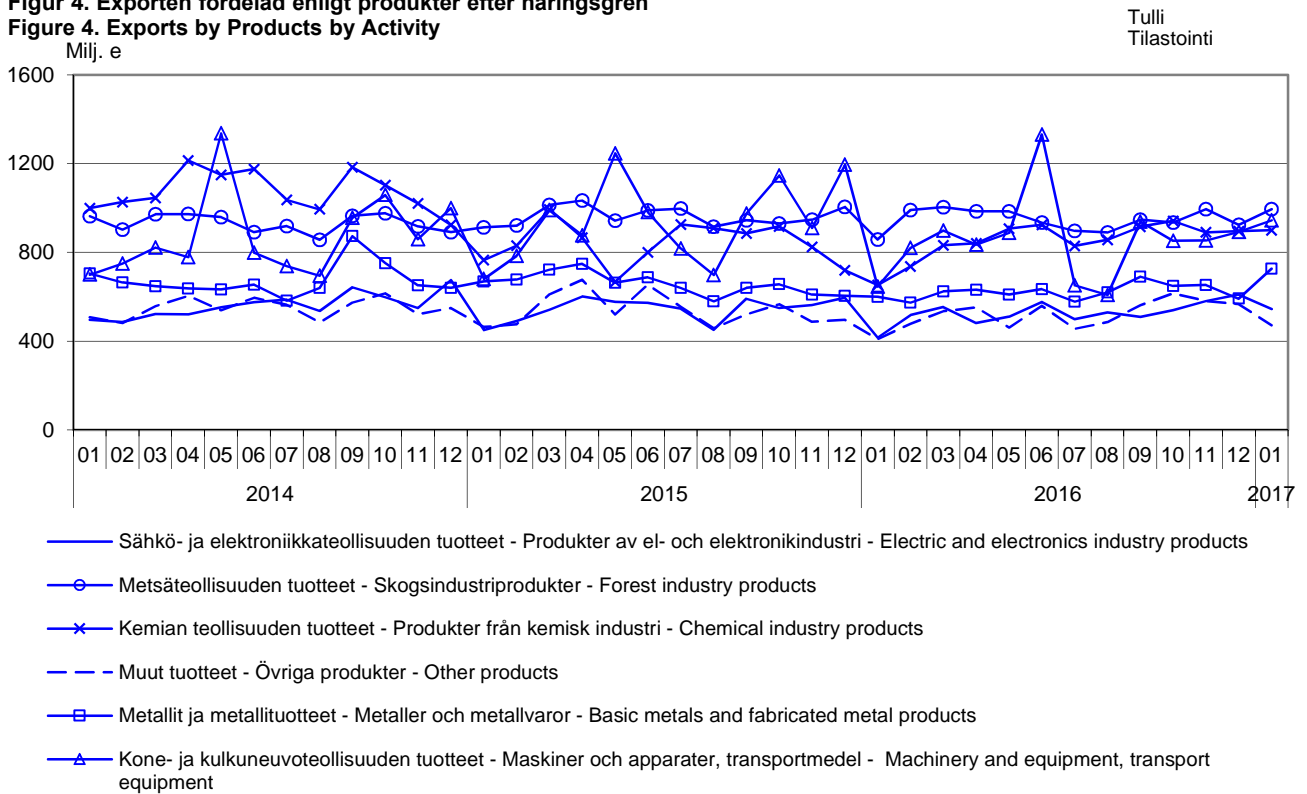 Figur 4. Exporten fördelad enligt produkter efter näringsgren
Figure 4. Exports by Products by Activity
Tulli
Tilastointi
Milj. e
1600
1200
800
400
0
01 02 03 04 05 06 07 08 09 10 11 12 01 02 03 04 05 06 07 08 09 10 11 12 01 02 03 04 05 06 07 08 09 10 11 12 01
2014 2015 2016 2017
Sähkö- ja elektroniikkateollisuuden tuotteet - Produkter av el- och elektronikindustri - Electric and electronics industry products
Metsäteollisuuden tuotteet - Skogsindustriprodukter - Forest industry products
Kemian teollisuuden tuotteet - Produkter från kemisk industri - Chemical industry products
Muut tuotteet - Övriga produkter - Other products
Metallit ja metallituotteet - Metaller och metallvaror - Basic metals and fabricated metal products
Kone- ja kulkuneuvoteollisuuden tuotteet - Maskiner och apparater, transportmedel - Machinery and equipment, transport
equipment